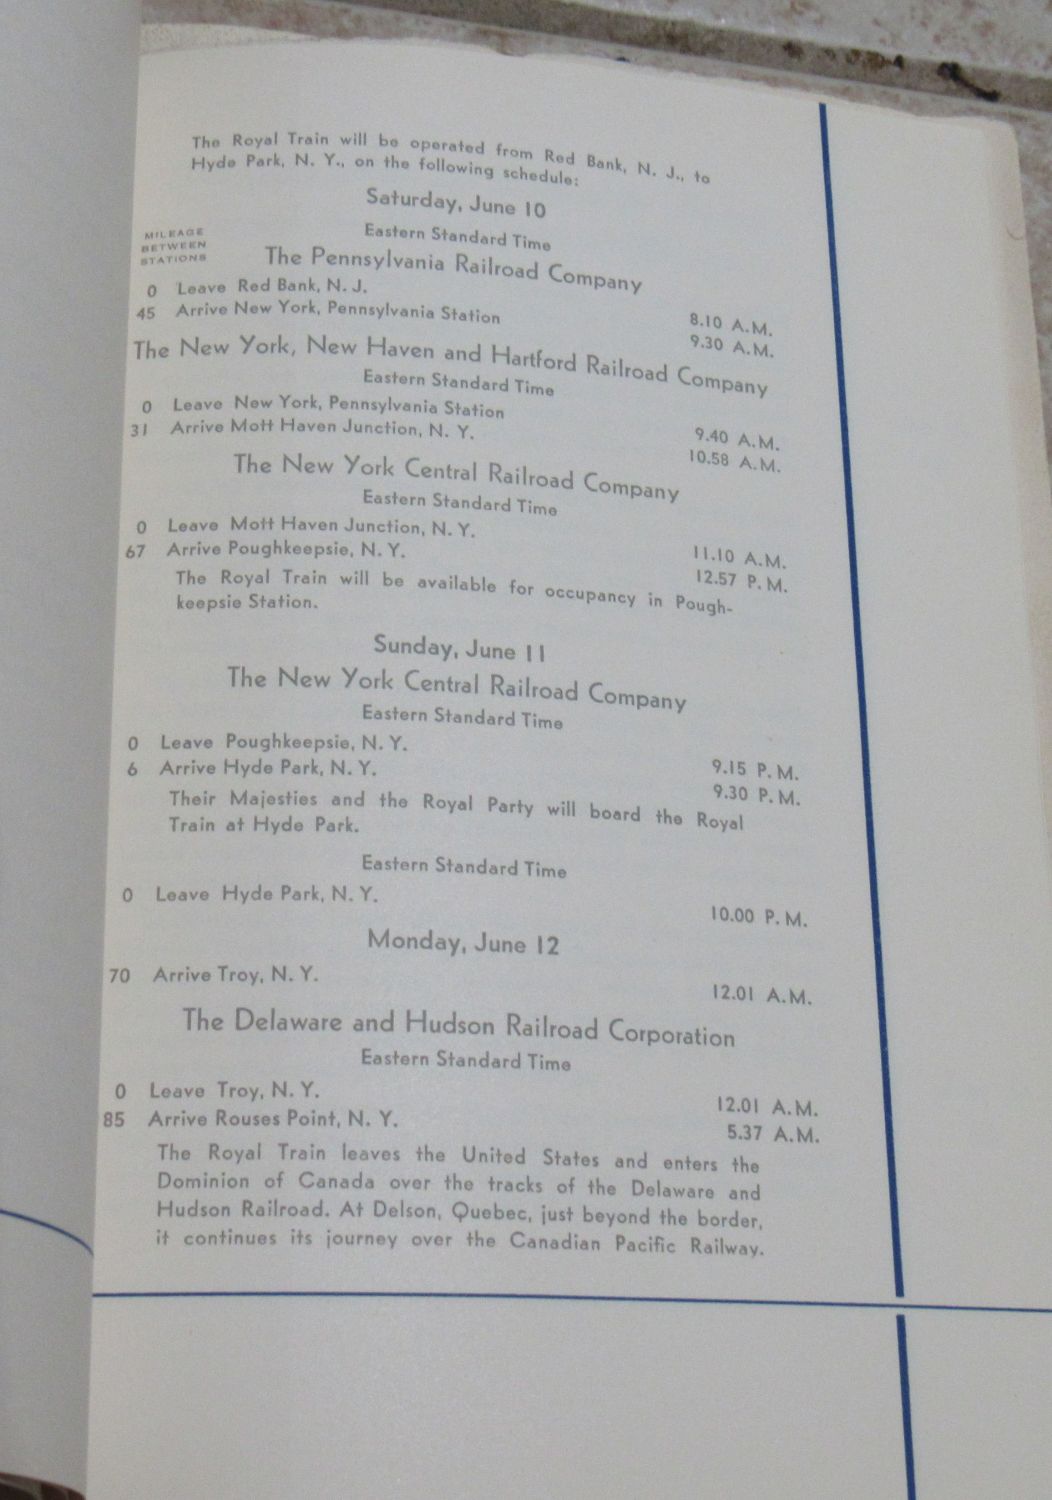 The Royal Train will be operated from Red Bank, N. J., to
Hyde Park, N. Y., on the following schedule:
Saturday, June 10
Eastern Standard Time
MILEAGE
BETWEEN
STATIONS
The Pennsylvania Railroad Company
0 Leave Red Bank, N. J. 8.10 A.M.
45 Arrive New York, Pennsylvania Station 9.30 A.M.
The New York, New Haven and Hartford Railroad Company
Eastern Standard Time
0 Leave New York, Pennsylvania Station 9.40 A.M.
31 Arrive Mott Haven Junction, N. Y. 10.58 A.M.
The New York Central Railroad Company
Eastern Standard Time
0 Leave Mott Haven Junction, N. Y. 11.10 A.M.
67 Arrive Poughkeepsie, N. Y. 12.57 P. M.
The Royal Train will be available for occupancy in Pough-
keepsie Station.
Sunday, June 11
The New York Central Railroad Company
Eastern Standard Time
0 Leave Poughkeepsie, N. Y. 9.15 P. M.
6 Arrive Hyde Park, N. Y. 9.30 P. M.
Their Majesties and the Royal Party will board the Royal
Train at Hyde Park.
Eastern Standard Time
0 Leave Hyde Park, N. Y. 10.00 P. M.
Monday, June 12
70 Arrive Troy, N. Y. 12.01 A.M.
The Delaware and Hudson Railroad Corporation
Eastern Standard Time
0 Leave Troy, N. Y. 12.01 A.M.
85 Arrive Rouses Point, N. Y. 5.37 A.M.
The Royal Train leaves the United States and enters the
Dominion of Canada over the tracks of the Delaware and
Hudson Railroad. At Delson, Quebec, just beyond the border,
it continues its journey over the Canadian Pacific Railway.